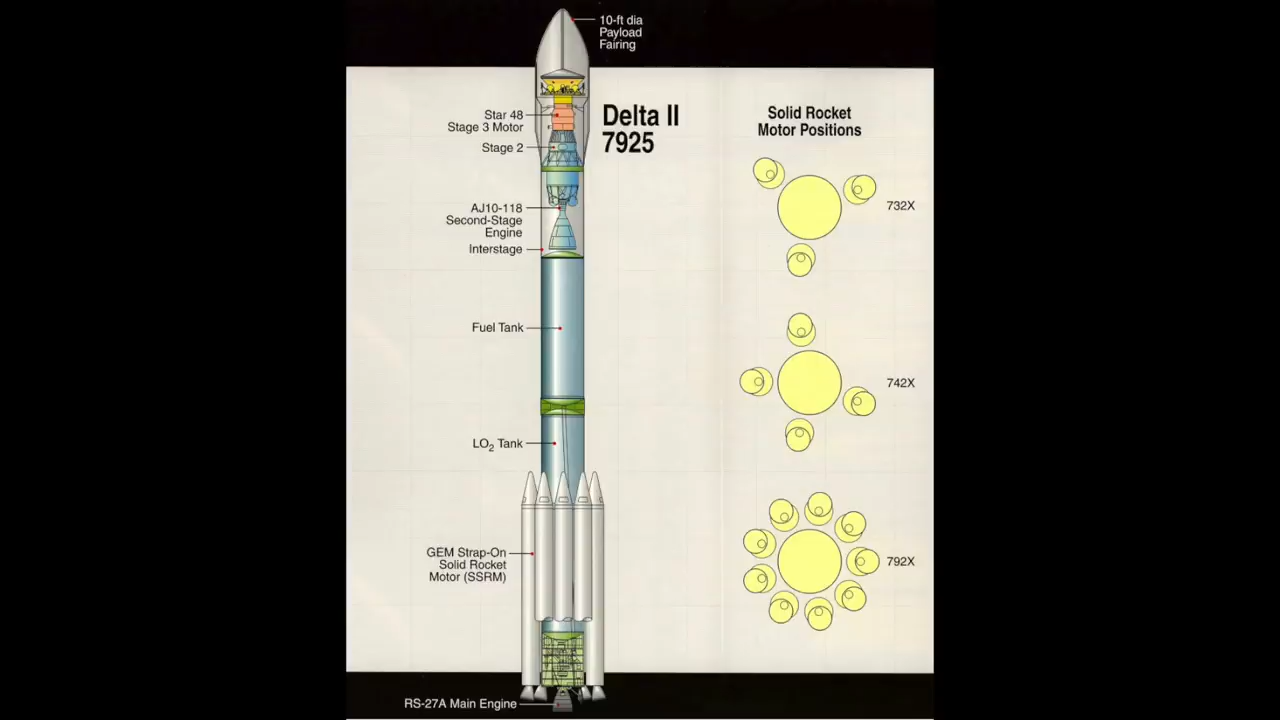 10-ft dia
Payload
Fairing
Star 48
Stage 3 Motor
Stage 2
AJ10-118
Second-Stage
Engine
Interstage
Fuel Tank
LO₂ Tank
GEM Strap-On
Solid Rocket
Motor (SSRM)
RS-27A Main Engine
Delta II
7925
Solid Rocket
Motor Positions
732X
742X
792X